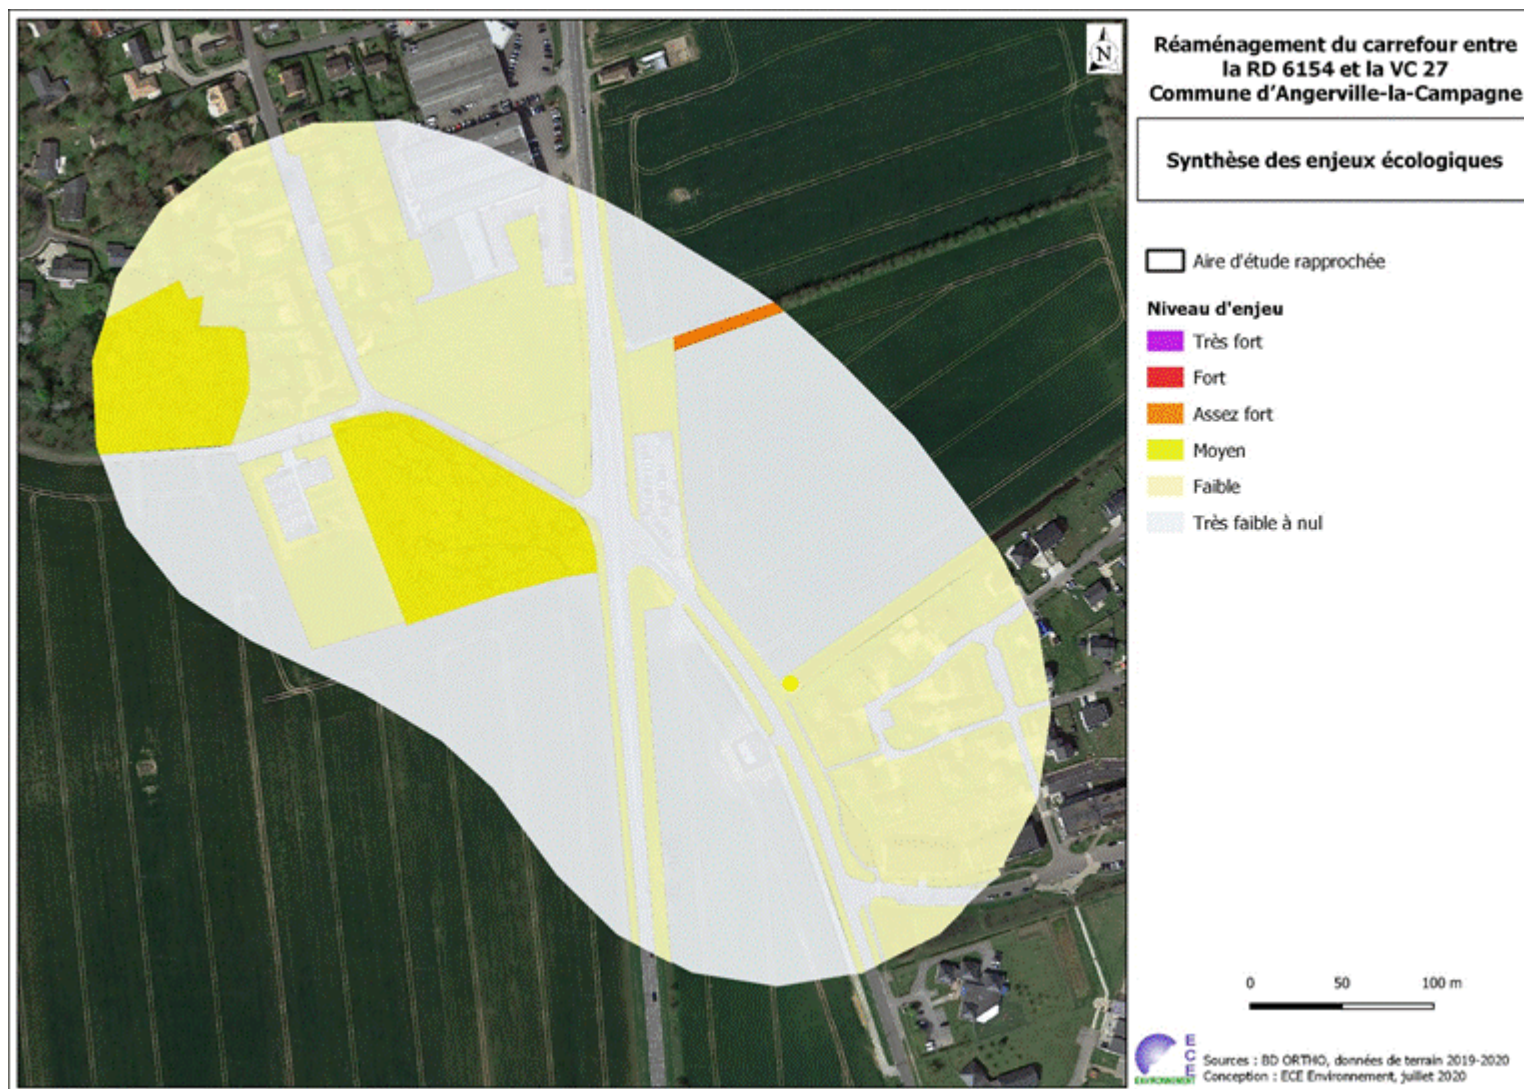 Réaménagement du carrefour entre
la RD 6154 et la VC 27
Commune d'Angerville-la-Campagne
Synthèse des enjeux écologiques
Aire d'étude rapprochée
Niveau d'enjeu
Très fort
Fort
Assez fort
Moyen
Faible
Très faible à nul
N
0 50 100 m
ECE
ENVIRONNEMENT
Sources : BD ORTHO, données de terrain 2019-2020
Conception : ECE Environnement, juillet 2020